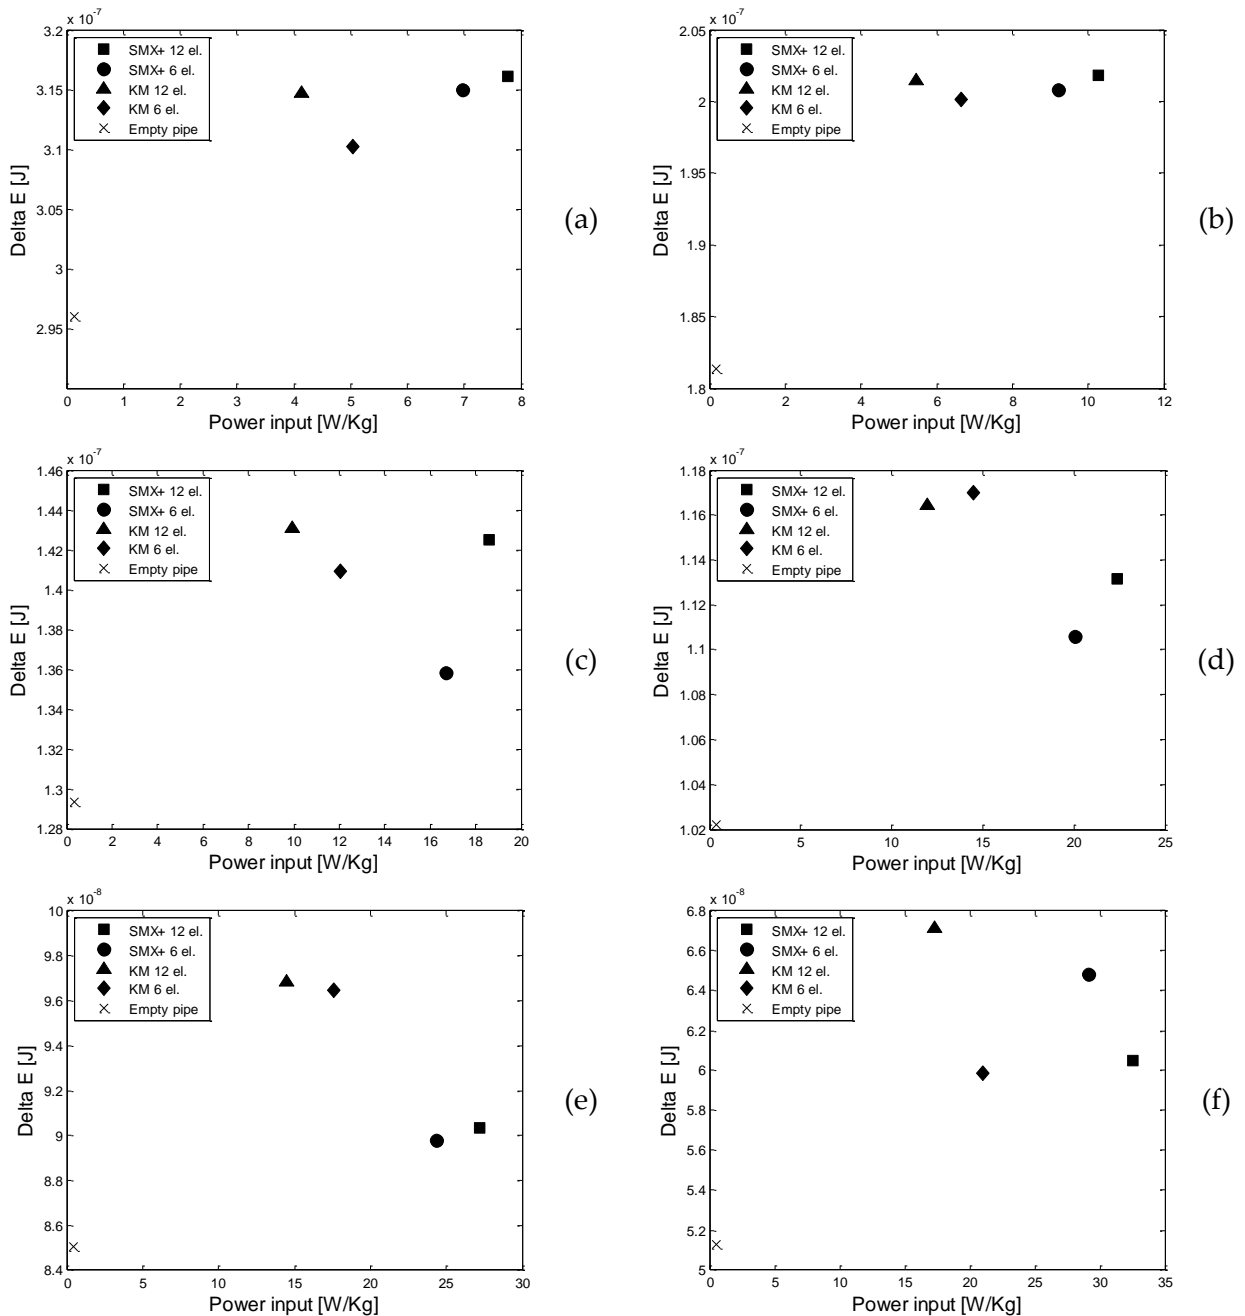 x 10⁻⁷
3.2
3.15
3.1
3.05
3
2.95
Delta E [J]
SMX+ 12 el.
SMX+ 6 el.
KM 12 el.
KM 6 el.
Empty pipe
0 1 2 3 4 5 6 7 8
Power input [W/Kg]
(a)
x 10⁻⁷
2.05
2
1.95
1.9
1.85
1.8
Delta E [J]
SMX+ 12 el.
SMX+ 6 el.
KM 12 el.
KM 6 el.
Empty pipe
0 2 4 6 8 10 12
Power input [W/Kg]
(b)
x 10⁻⁷
1.46
1.44
1.42
1.4
1.38
1.36
1.34
1.32
1.3
1.28
Delta E [J]
SMX+ 12 el.
SMX+ 6 el.
KM 12 el.
KM 6 el.
Empty pipe
0 2 4 6 8 10 12 14 16 18 20
Power input [W/Kg]
(c)
x 10⁻⁷
1.18
1.16
1.14
1.12
1.1
1.08
1.06
1.04
1.02
Delta E [J]
SMX+ 12 el.
SMX+ 6 el.
KM 12 el.
KM 6 el.
Empty pipe
0 5 10 15 20 25
Power input [W/Kg]
(d)
x 10⁻⁸
10
9.8
9.6
9.4
9.2
9
8.8
8.6
8.4
Delta E [J]
SMX+ 12 el.
SMX+ 6 el.
KM 12 el.
KM 6 el.
Empty pipe
0 5 10 15 20 25 30
Power input [W/Kg]
(e)
x 10⁻⁸
6.8
6.6
6.4
6.2
6
5.8
5.6
5.4
5.2
5
Delta E [J]
SMX+ 12 el.
SMX+ 6 el.
KM 12 el.
KM 6 el.
Empty pipe
0 5 10 15 20 25 30 35
Power input [W/Kg]
(f)